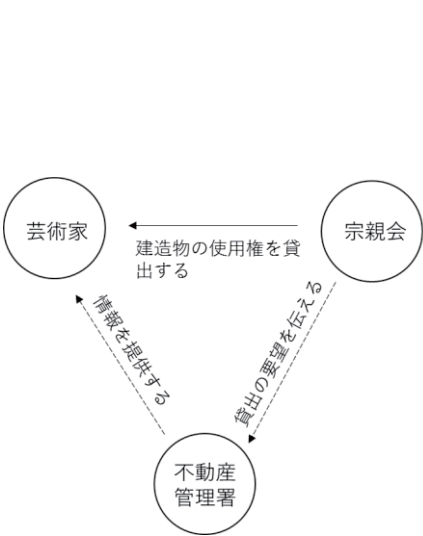 芸術家
宗親会
建造物の使用権を貸
出する
情報を提供する
貸出の要望を伝える
不動産
管理署